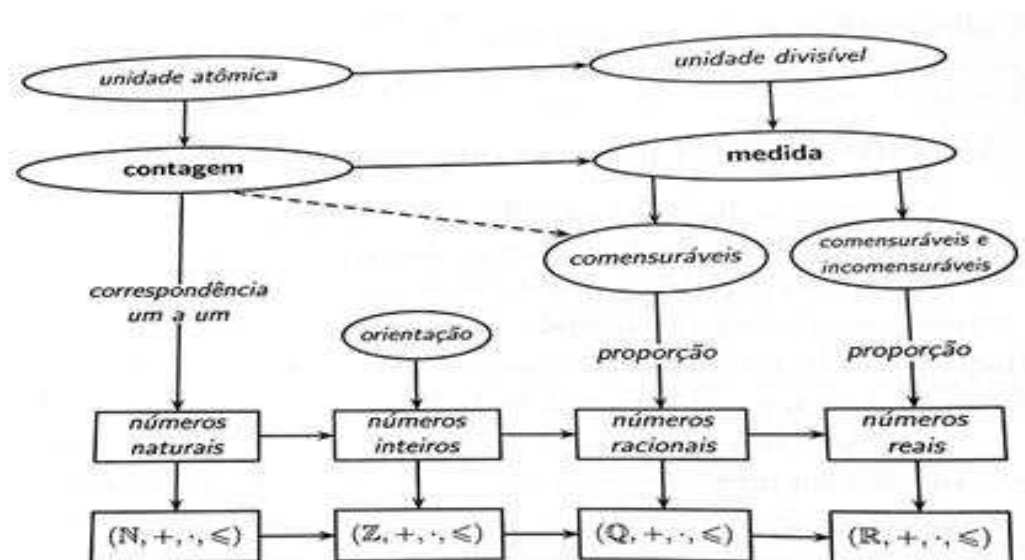 unidade atômica
unidade divisível
contagem
medida
comensuráveis
comensuráveis e
incomensuráveis
correspondência
um a um
orientação
proporção
proporção
números
naturais
números
inteiros
números
racionais
números
reais
(ℕ, +, ·, ⩽)
(ℤ, +, ·, ⩽)
(ℚ, +, ·, ⩽)
(ℝ, +, ·, ⩽)